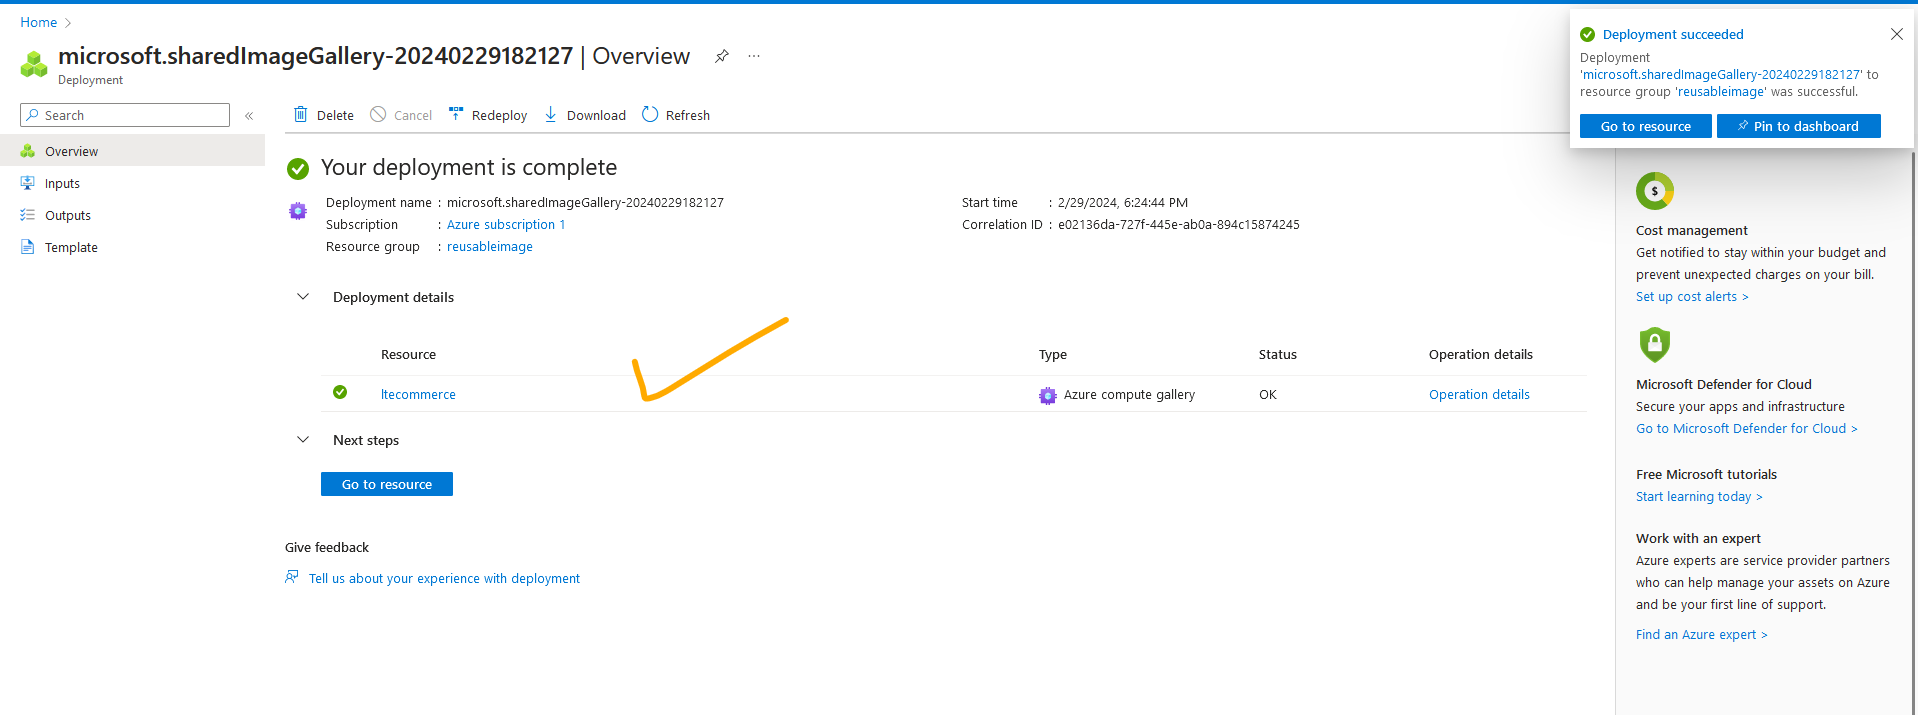 Home >
microsoft.sharedImageGallery-20240229182127 | Overview
Deployment
Search
Overview
Inputs
Outputs
Template
Delete Cancel Redeploy Download Refresh
Your deployment is complete
Deployment name : microsoft.sharedImageGallery-20240229182127
Subscription : Azure subscription 1
Resource group : reusableimage
Start time : 2/29/2024, 6:24:44 PM
Correlation ID : e02136da-727f-445e-ab0a-894c15874245
Deployment details
Resource Type Status Operation details
ltecommerce Azure compute gallery OK Operation details
Next steps
Go to resource
Give feedback
Tell us about your experience with deployment
Deployment succeeded
Deployment
'microsoft.sharedImageGallery-20240229182127' to
resource group 'reusableimage' was successful.
Go to resource Pin to dashboard
$
Cost management
Get notified to stay within your budget and
prevent unexpected charges on your bill.
Set up cost alerts >
Microsoft Defender for Cloud
Secure your apps and infrastructure
Go to Microsoft Defender for Cloud >
Free Microsoft tutorials
Start learning today >
Work with an expert
Azure experts are service provider partners
who can help manage your assets on Azure
and be your first line of support.
Find an Azure expert >